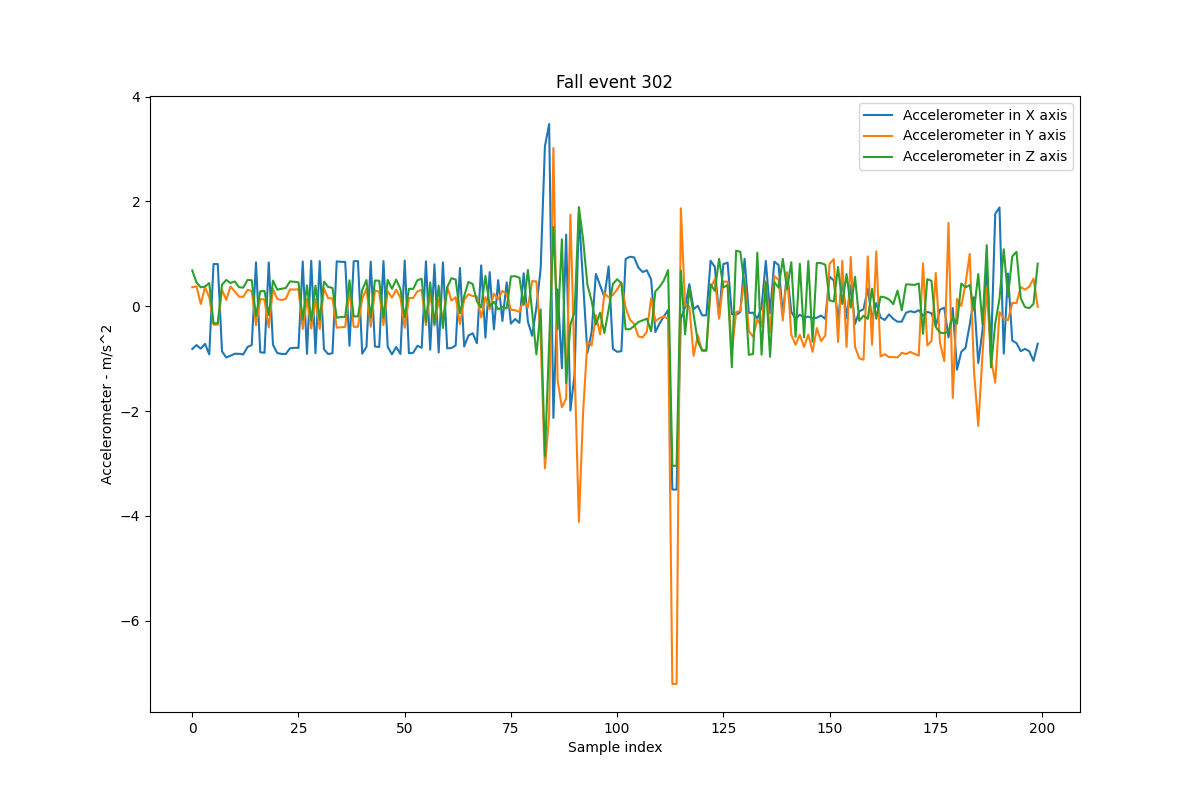 Fall event 302
Accelerometer in X axis
Accelerometer in Y axis
Accelerometer in Z axis
Accelerometer - m/s^2
4
2
0
−2
−4
−6
0 25 50 75 100 125 150 175 200
Sample index